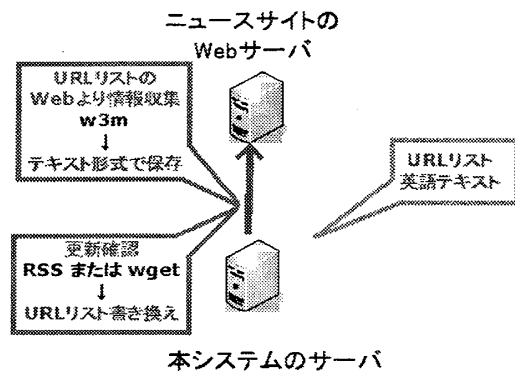 ニュースサイトの
Webサーバ
URLリストの
Webより情報収集
w3m
↓
テキスト形式で保存
URLリスト
英語テキスト
更新確認
RSS または wget
↓
URLリスト書き換え
本システムのサーバ